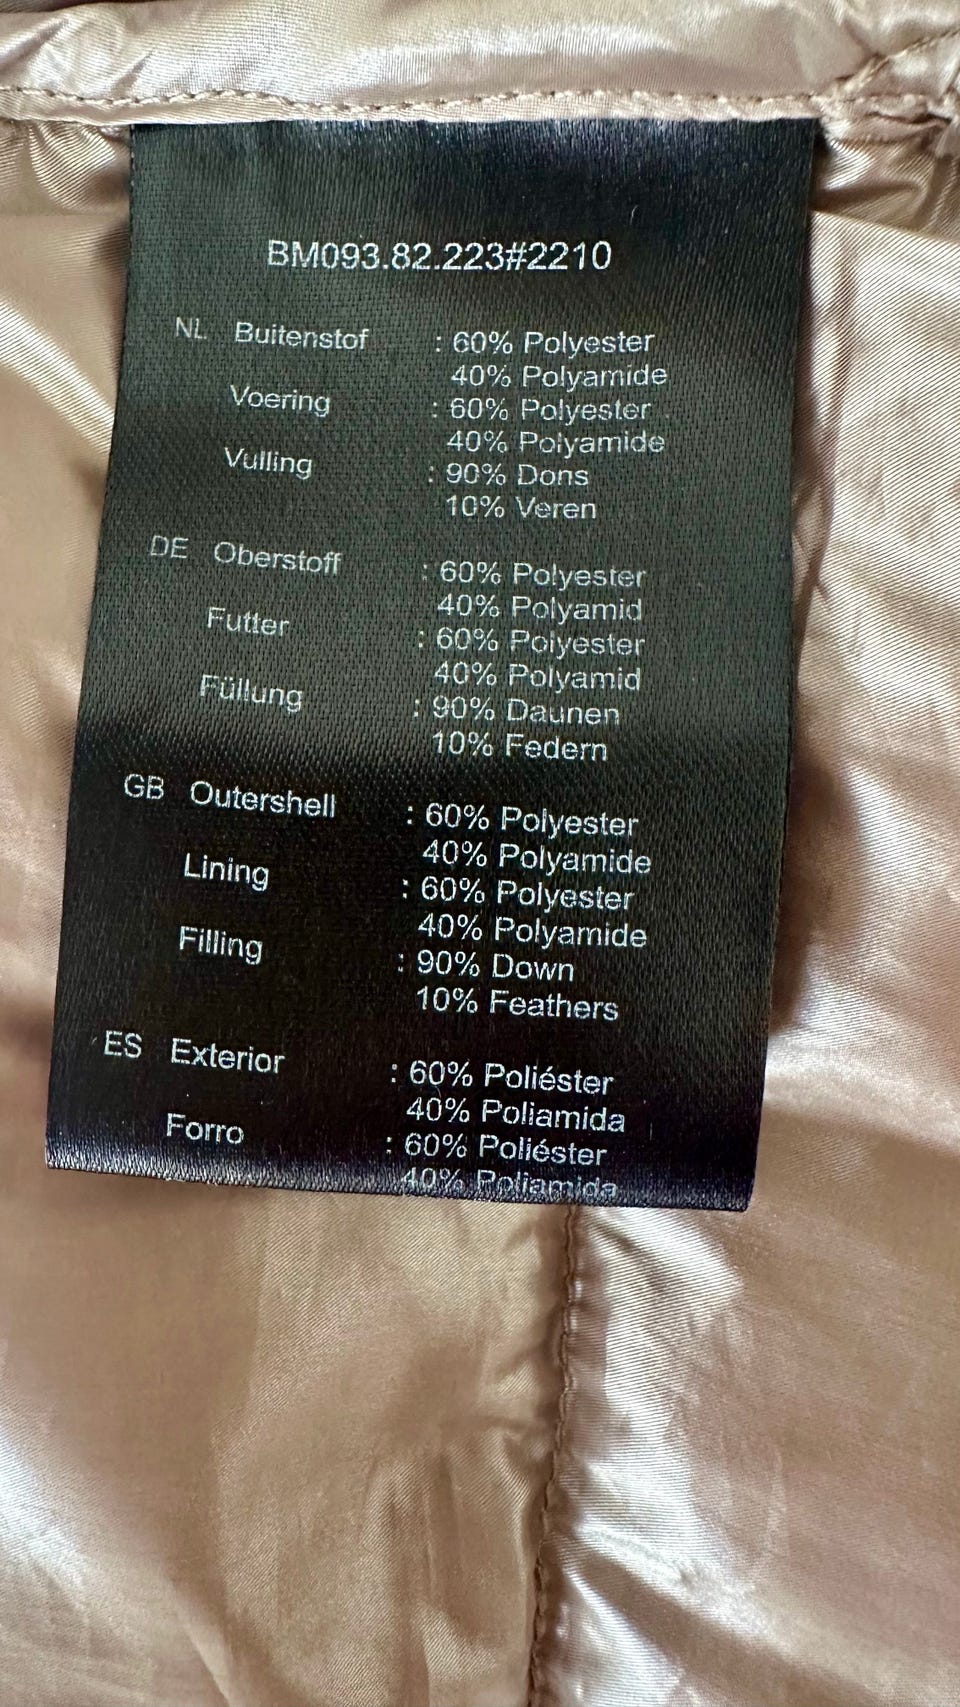 BM093.82.223#2210
NL Buitenstof : 60% Polyester
40% Polyamide
Voering : 60% Polyester
40% Polyamide
Vulling : 90% Dons
10% Veren
DE Oberstoff : 60% Polyester
40% Polyamid
Futter : 60% Polyester
40% Polyamid
Füllung : 90% Daunen
10% Federn
GB Outershell : 60% Polyester
40% Polyamide
Lining : 60% Polyester
40% Polyamide
Filling : 90% Down
10% Feathers
ES Exterior : 60% Poliéster
40% Poliamida
Forro : 60% Poliéster
40% Poliamida